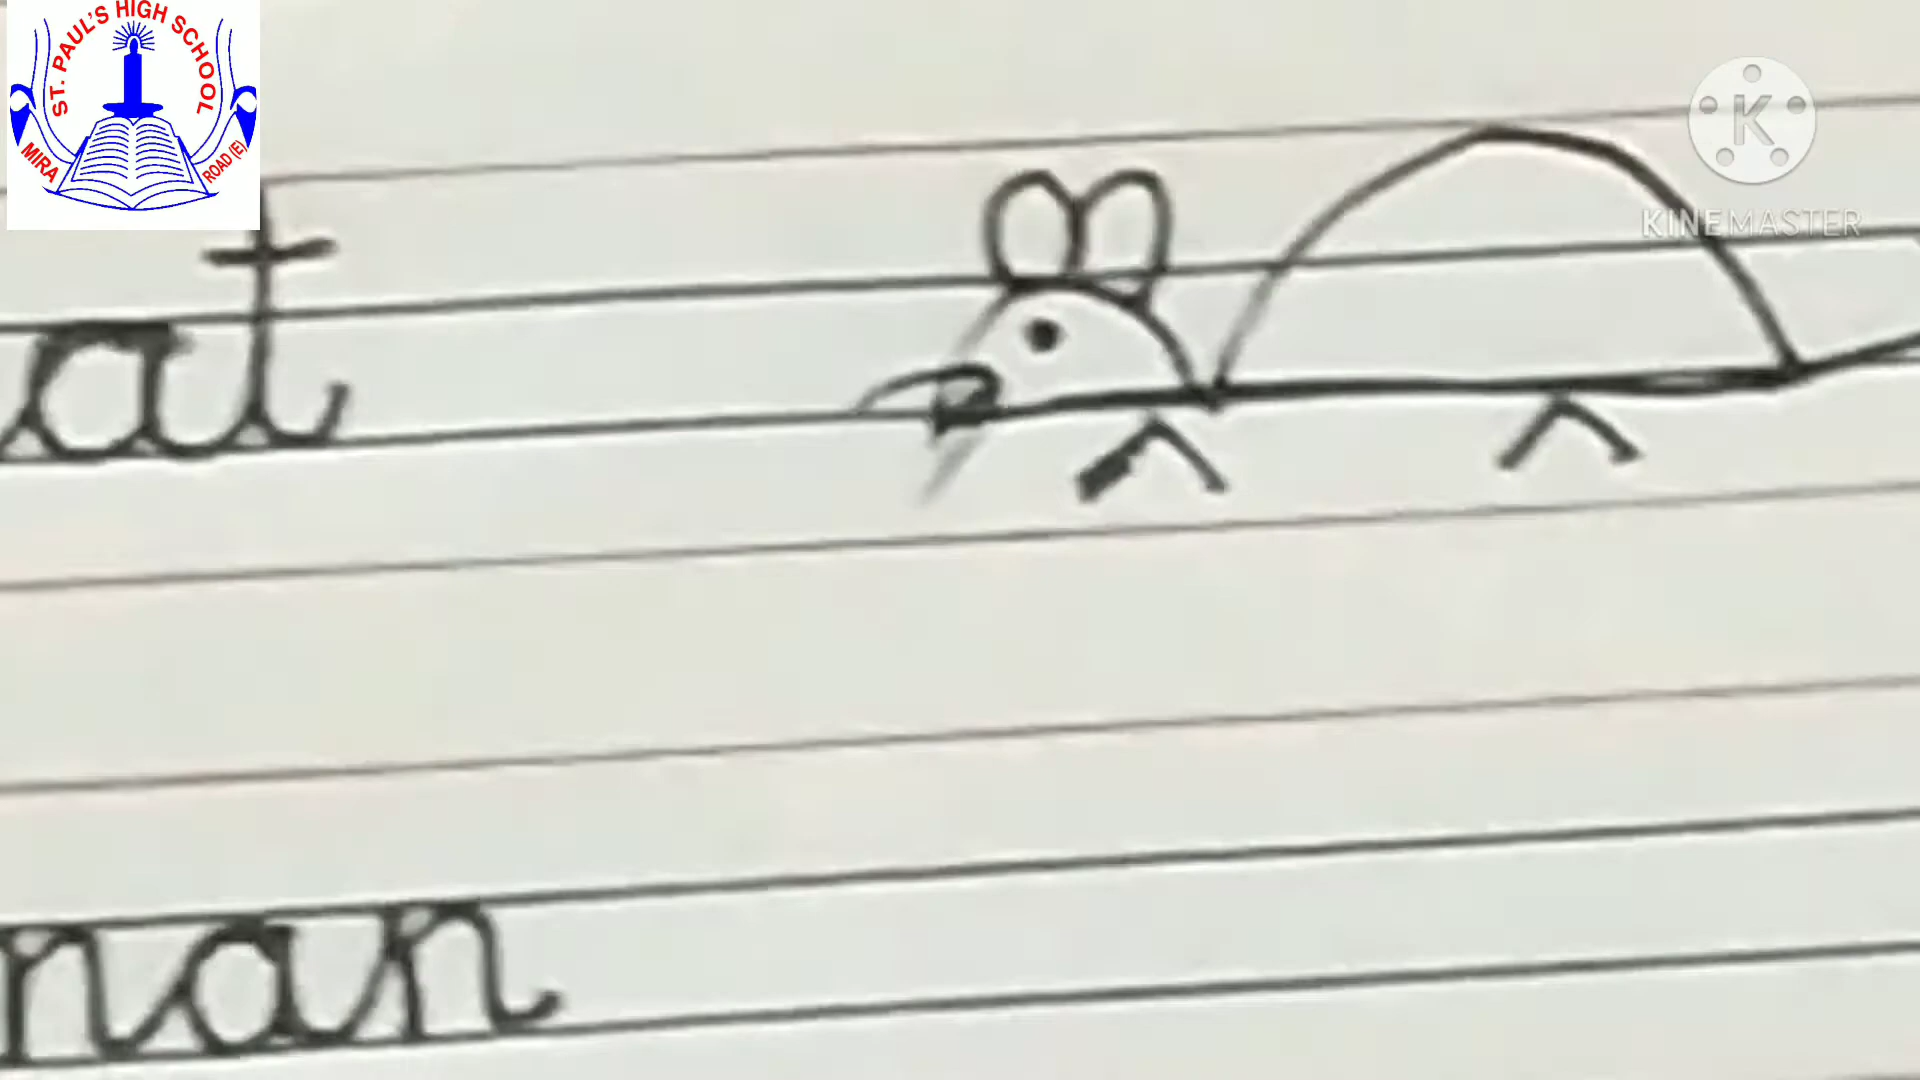 ST. PAUL'S HIGH SCHOOL
MIRA ROAD (E)
KINEMASTER
at
nan